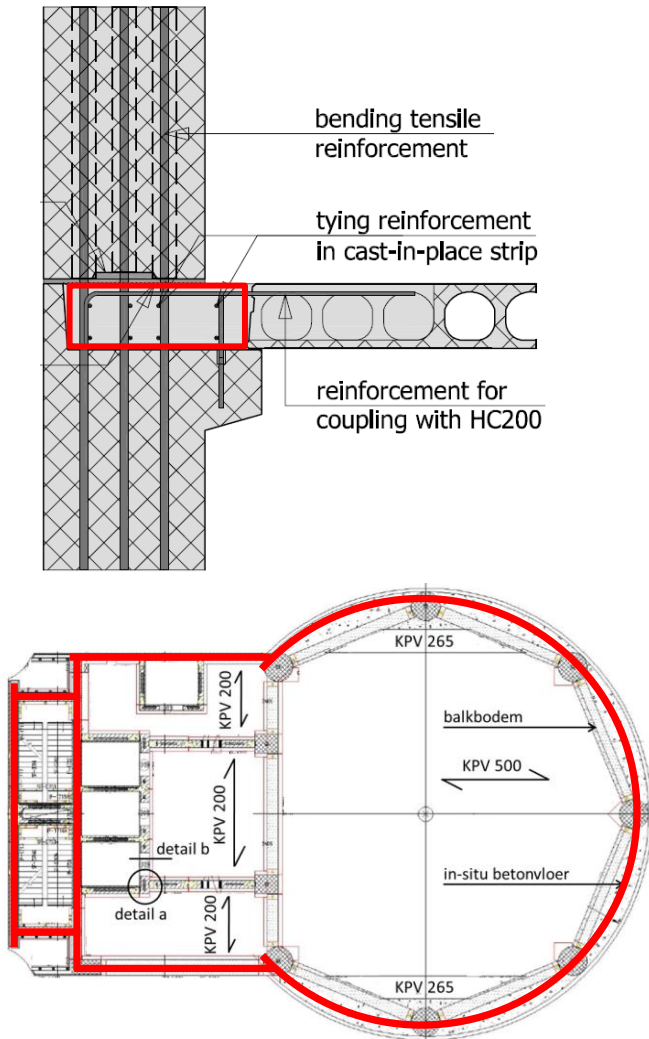 bending tensile
reinforcement
tying reinforcement
in cast-in-place strip
reinforcement for
coupling with HC200
KPV 265
KPV 200
balkbodem
KPV 500
KPV 200
detail b
in-situ betonvloer
detail a
KPV 200
KPV 265